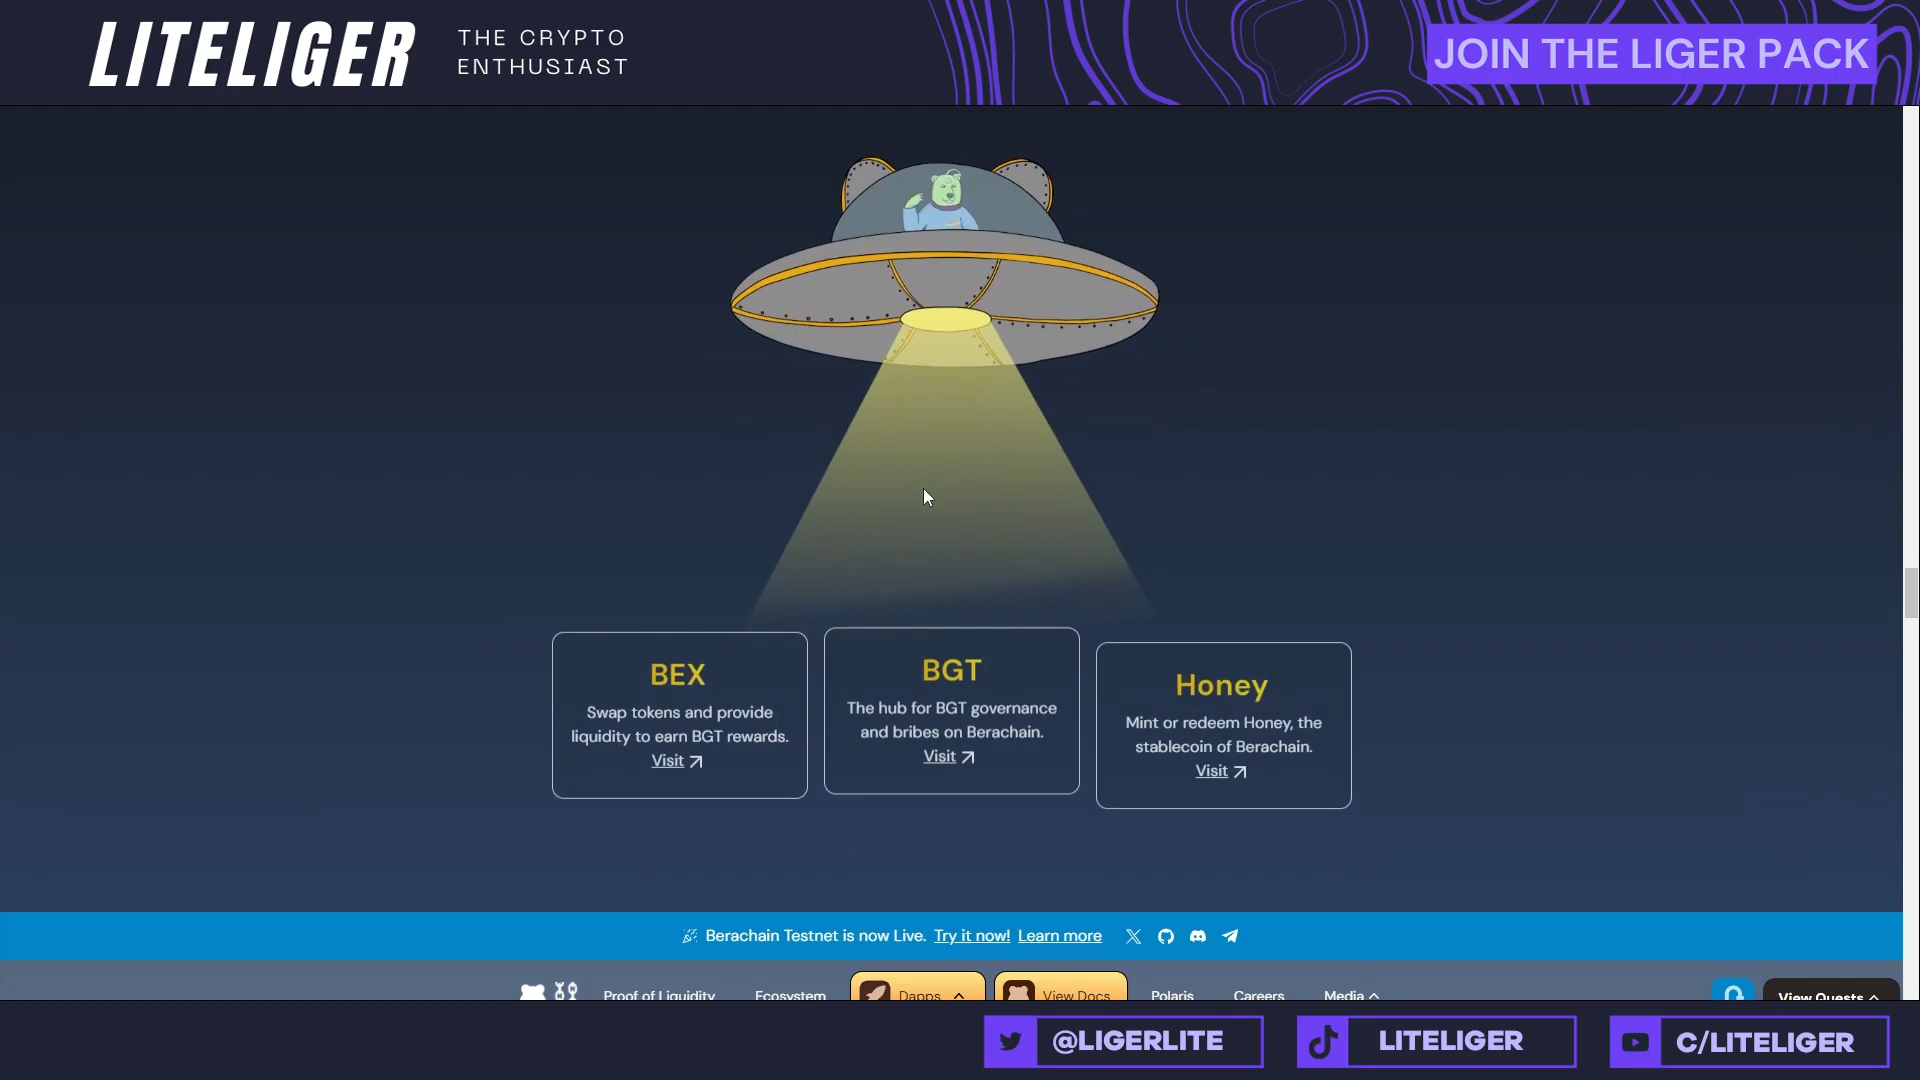 LITELIGER
THE CRYPTO
ENTHUSIAST
JOIN THE LIGER PACK
BEX
Swap tokens and provide
liquidity to earn BGT rewards.
Visit
BGT
The hub for BGT governance
and bribes on Berachain.
Visit
Honey
Mint or redeem Honey, the
stablecoin of Berachain.
Visit
Berachain Testnet is now Live. Try it now! Learn more
Proof of Liquidity Ecosystem Dapps View Docs Polaris Careers Media View Quests
@LIGERLITE LITELIGER C/LITELIGER